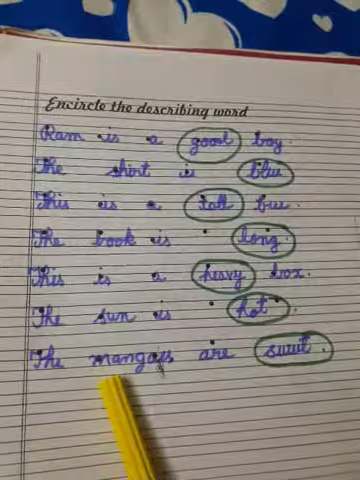 Encircle the describing word
Ram is a good boy.
The shirt is blue.
This is a tall bus.
The book is long.
This is a heavy box.
The sun is hot.
The mangoes are sweet.